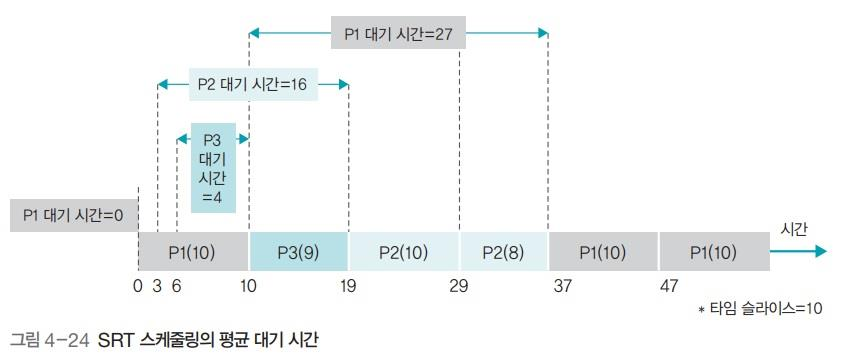 P1 대기 시간=27
P2 대기 시간=16
P3
대기
시간
=4
P1 대기 시간=0
시간
P1(10) P3(9) P2(10) P2(8) P1(10) P1(10)
0 3 6 10 19 29 37 47
* 타임 슬라이스=10
그림 4-24 SRT 스케줄링의 평균 대기 시간